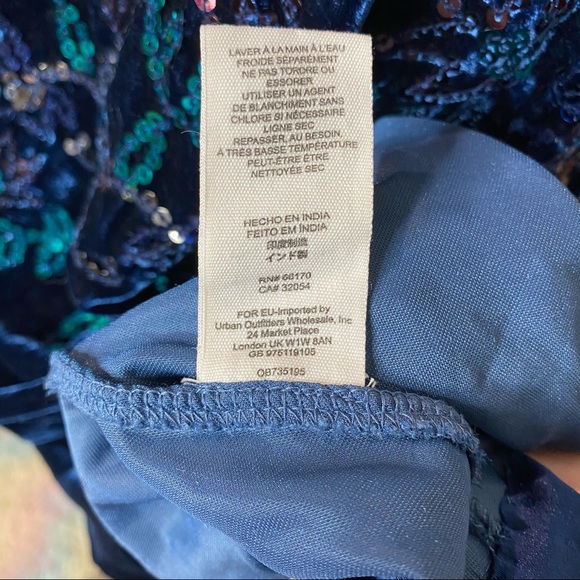 LAVER À LA MAIN À L'EAU
FROIDE SÉPARÉMENT
NE PAS TORDRE OU
ESSORER
UTILISER UN AGENT
DE BLANCHIMENT SANS
CHLORE SI NÉCESSAIRE
LIGNE SEC
REPASSER, AU BESOIN,
À TRÈS BASSE TEMPÉRATURE
PEUT-ÊTRE ÊTRE
NETTOYÉE SEC
HECHO EN INDIA
FEITO EM ÍNDIA
印度制造
インド製
RN# 66170
CA# 32054
FOR EU-Imported by
Urban Outfitters Wholesale, Inc
24 Market Place
London UK W1W 8AN
GB 975119105
OB735195